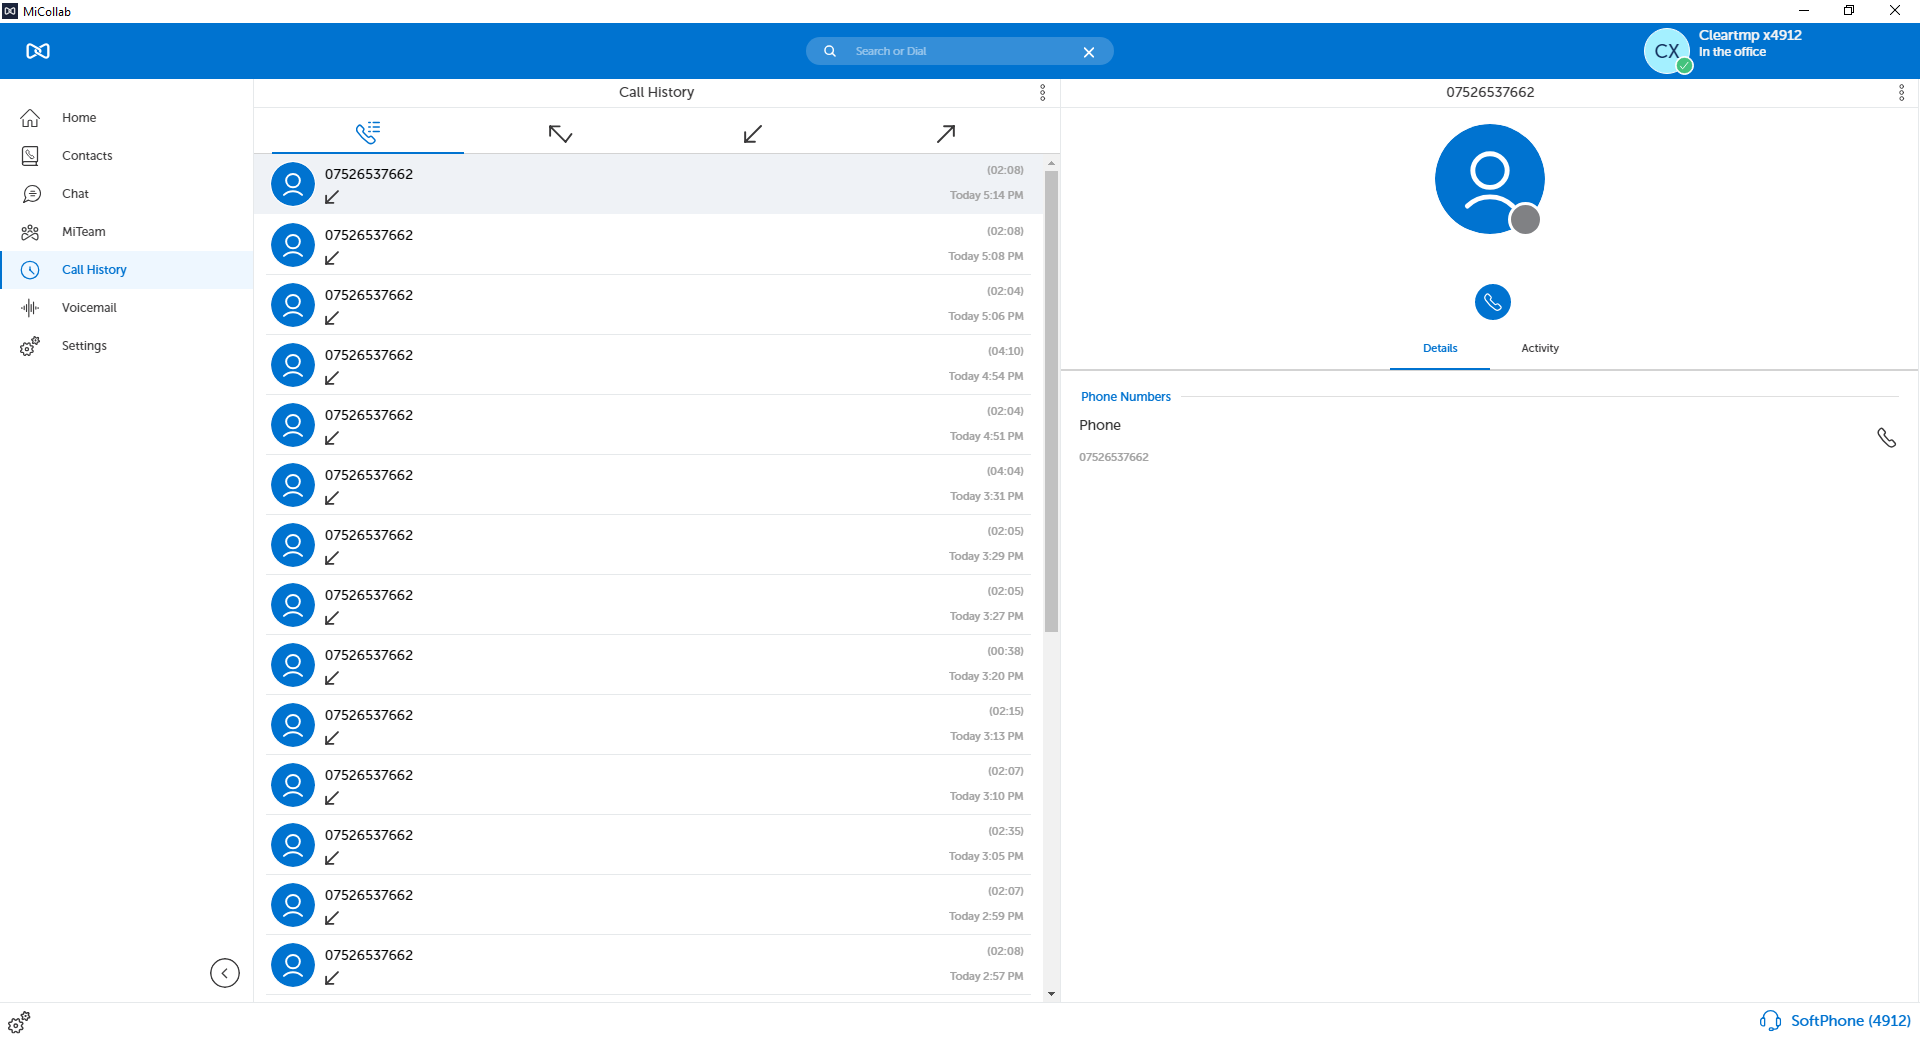 MiCollab
Search or Dial
CX
Cleartmp x4912
In the office
Home
Contacts
Chat
MiTeam
Call History
Voicemail
Settings
Call History
07526537662
(02:08)
Today 5:14 PM
07526537662
(02:08)
Today 5:08 PM
07526537662
(02:04)
Today 5:06 PM
07526537662
(04:10)
Today 4:54 PM
07526537662
(02:04)
Today 4:51 PM
07526537662
(04:04)
Today 3:31 PM
07526537662
(02:05)
Today 3:29 PM
07526537662
(02:05)
Today 3:27 PM
07526537662
(00:38)
Today 3:20 PM
07526537662
(02:15)
Today 3:13 PM
07526537662
(02:07)
Today 3:10 PM
07526537662
(02:35)
Today 3:05 PM
07526537662
(02:07)
Today 2:59 PM
07526537662
(02:08)
Today 2:57 PM
07526537662
Details
Activity
Phone Numbers
Phone
07526537662
SoftPhone (4912)